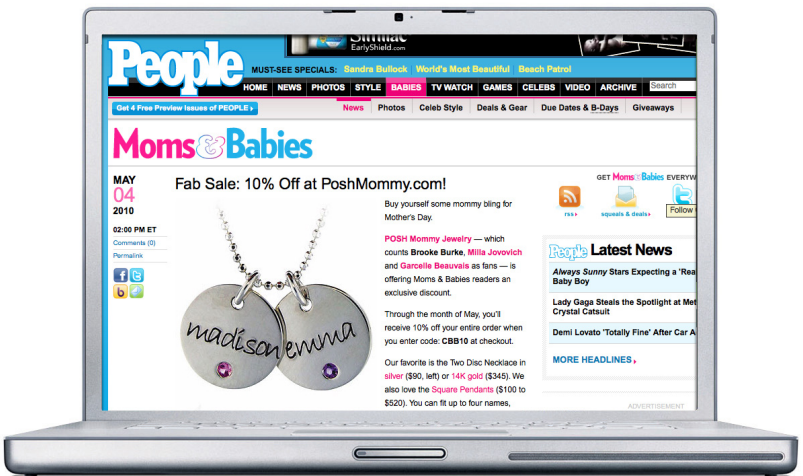 Similac
EarlyShield.com
People
MUST-SEE SPECIALS: Sandra Bullock World's Most Beautiful Beach Patrol
HOME NEWS PHOTOS STYLE BABIES TV WATCH GAMES CELEBS VIDEO ARCHIVE Search
Get 4 Free Preview Issues of PEOPLE
News Photos Celeb Style Deals & Gear Due Dates & B-Days Giveaways
Moms & Babies
MAY
04
2010
02:00 PM ET
Comments (0)
Permalink
Fab Sale: 10% Off at PoshMommy.com!
madison
emma
Buy yourself some mommy bling for
Mother's Day.
POSH Mommy Jewelry — which
counts Brooke Burke, Milla Jovovich
and Garcelle Beauvais as fans — is
offering Moms & Babies readers an
exclusive discount.
Through the month of May, you'll
receive 10% off your entire order when
you enter code: CBB10 at checkout.
Our favorite is the Two Disc Necklace in
silver ($90, left) or 14K gold ($345). We
also love the Square Pendants ($100 to
$520). You can fit up to four names,
GET Moms & Babies EVERYW
rss
squeals & deals
Follow
People Latest News
Always Sunny Stars Expecting a 'Rea
Baby Boy
Lady Gaga Steals the Spotlight at Met
Crystal Catsuit
Demi Lovato 'Totally Fine' After Car A
MORE HEADLINES
ADVERTISEMENT